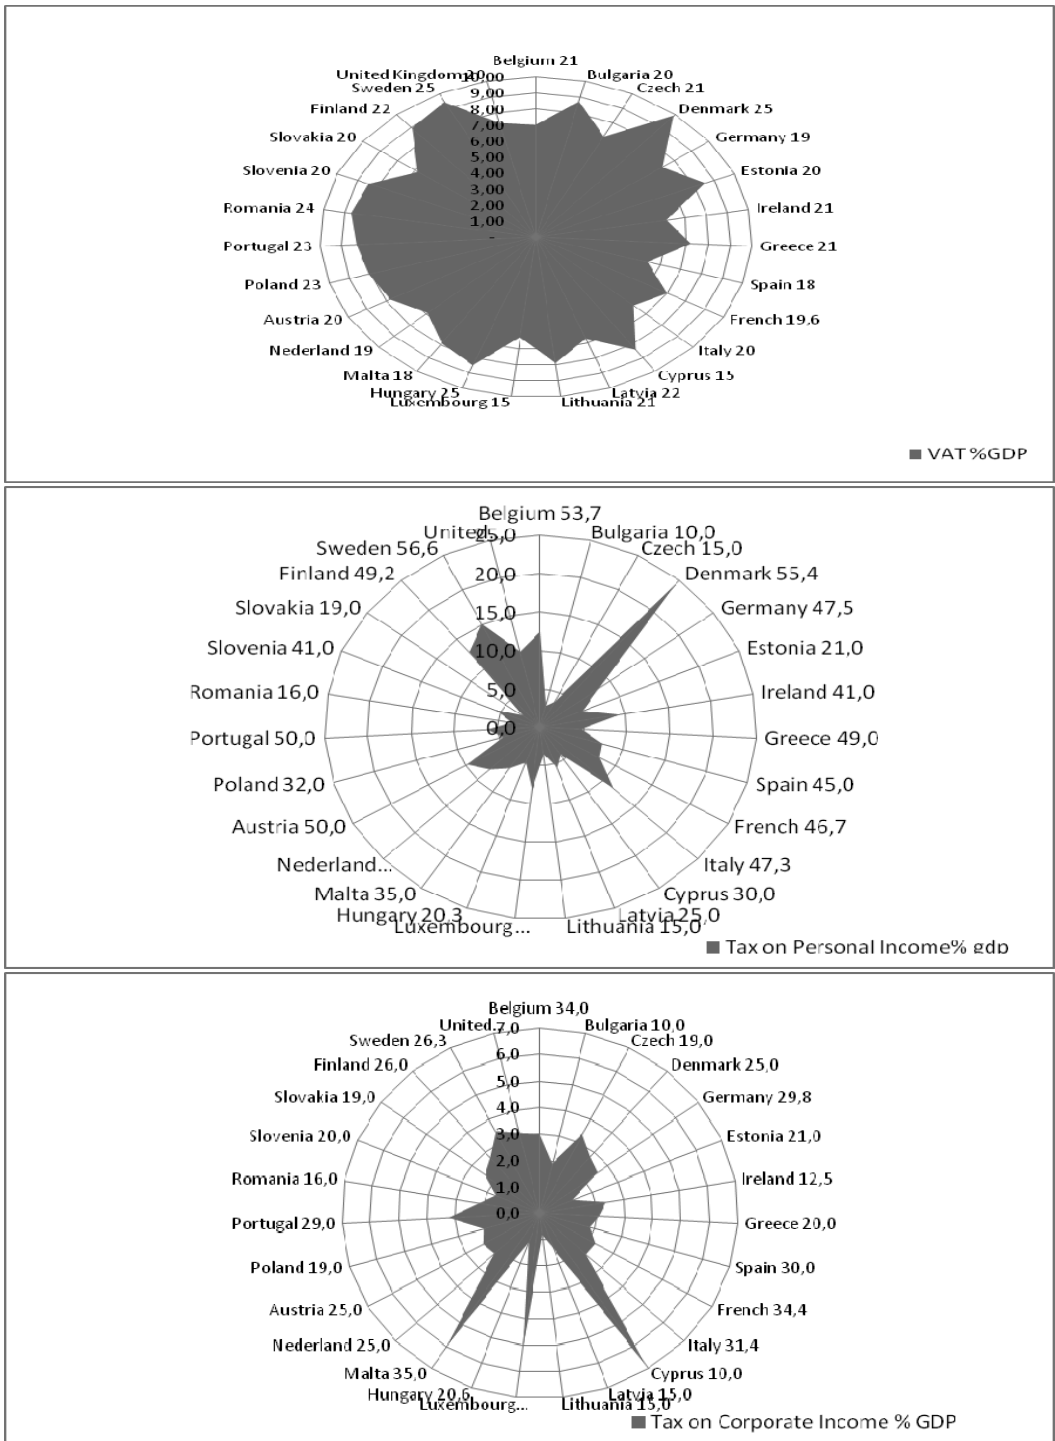 Belgium 21
United Kingdom 20
Bulgaria 20
10,00
Sweden 25
Czech 21
9,00
Finland 22
8,00
Denmark 25
7,00
Slovakia 20
6,00
Germany 19
5,00
Slovenia 20
4,00
Estonia 20
3,00
Romania 24
2,00
Ireland 21
1,00
-
Portugal 23
Greece 21
Poland 23
Spain 18
Austria 20
French 19,6
Nederland 19
Italy 20
Malta 18
Cyprus 15
Hungary 25
Latvia 22
Luxembourg 15
Lithuania 21
VAT %GDP
Belgium 53,7
United...
25,0
Bulgaria 10,0
Sweden 56,6
Czech 15,0
Finland 49,2
20,0
Denmark 55,4
Slovakia 19,0
15,0
Germany 47,5
Slovenia 41,0
10,0
Estonia 21,0
Romania 16,0
5,0
Ireland 41,0
0,0
Portugal 50,0
Greece 49,0
Poland 32,0
Spain 45,0
Austria 50,0
French 46,7
Nederland...
Italy 47,3
Malta 35,0
Cyprus 30,0
Hungary 20,3
Latvia 25,0
Luxembourg...
Lithuania 15,0
Tax on Personal Income% gdp
Belgium 34,0
United...
7,0
Bulgaria 10,0
Sweden 26,3
Czech 19,0
6,0
Finland 26,0
Denmark 25,0
5,0
Slovakia 19,0
Germany 29,8
4,0
Slovenia 20,0
3,0
Estonia 21,0
2,0
Romania 16,0
Ireland 12,5
1,0
0,0
Portugal 29,0
Greece 20,0
Poland 19,0
Spain 30,0
Austria 25,0
French 34,4
Nederland 25,0
Italy 31,4
Malta 35,0
Cyprus 10,0
Hungary 20,6
Latvia 15,0
Luxembourg...
Lithuania 15,0
Tax on Corporate Income % GDP